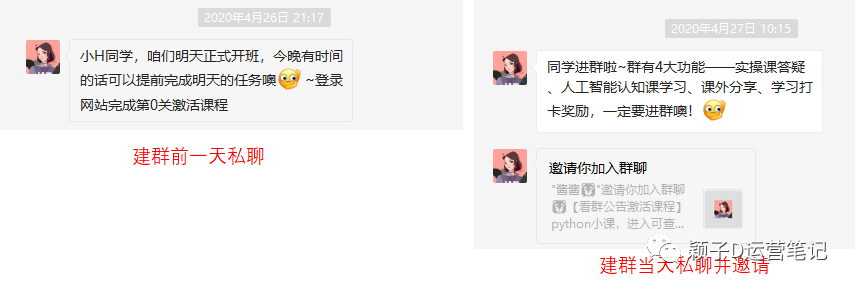 2020年4月26日 21:17
小H同学，咱们明天正式开班，今晚有时间
的话可以提前完成明天的任务噢 ~登录
网站完成第0关激活课程
建群前一天私聊
2020年4月27日 10:15
同学进群啦~群有4大功能——实操课答疑
、人工智能认知课学习、课外分享、学习打
卡奖励，一定要进群噢！
邀请你加入群聊
"酱酱"邀请你加入群聊
【看群公告激活课程】
python小课，进入可查...
颖子D运营笔记
建群当天私聊并邀请